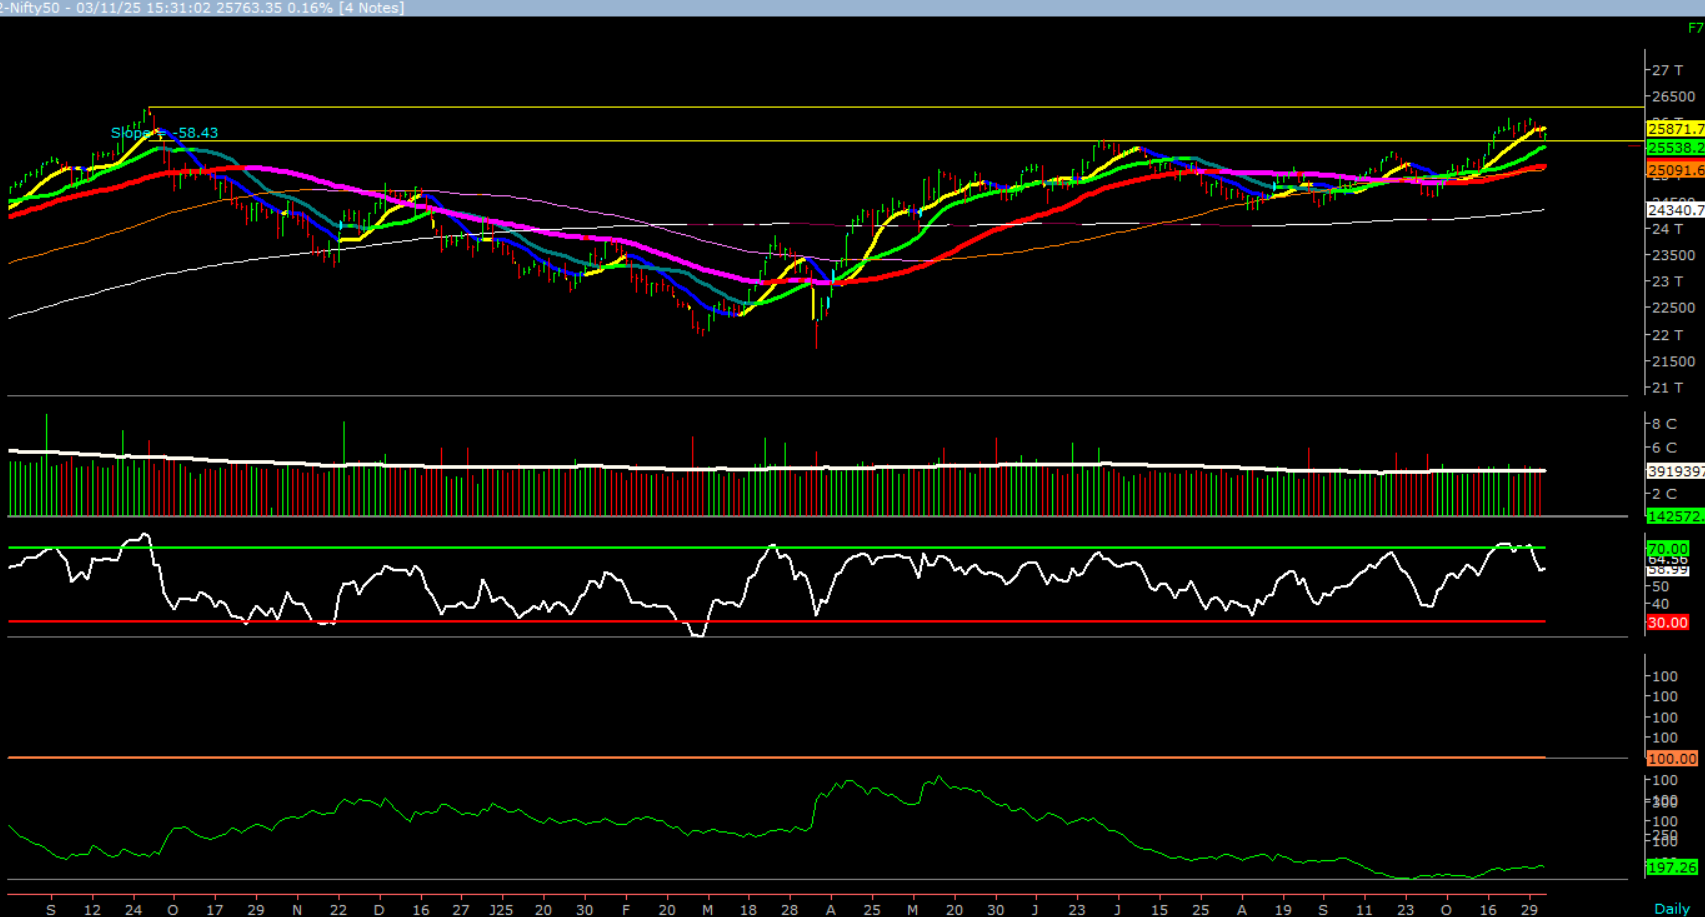 2-Nifty50 - 03/11/25 15:31:02 25763.35 0.16% [4 Notes]
F7
Slope = -58.43
27 T
26500
25871.7
25538.2
25091.6
24340.7
24 T
23500
23 T
22500
22 T
21500
21 T
8 C
6 C
3919397
2 C
142572.
70.00
64.56
58.99
50
40
30.00
100
100
100
100
100.00
100
100
250
100
197.26
S 12 24 O 17 29 N 22 D 16 27 J25 20 30 F 20 M 18 28 A 25 M 20 30 J 23 J 15 25 A 19 S 11 23 O 16 29
Daily